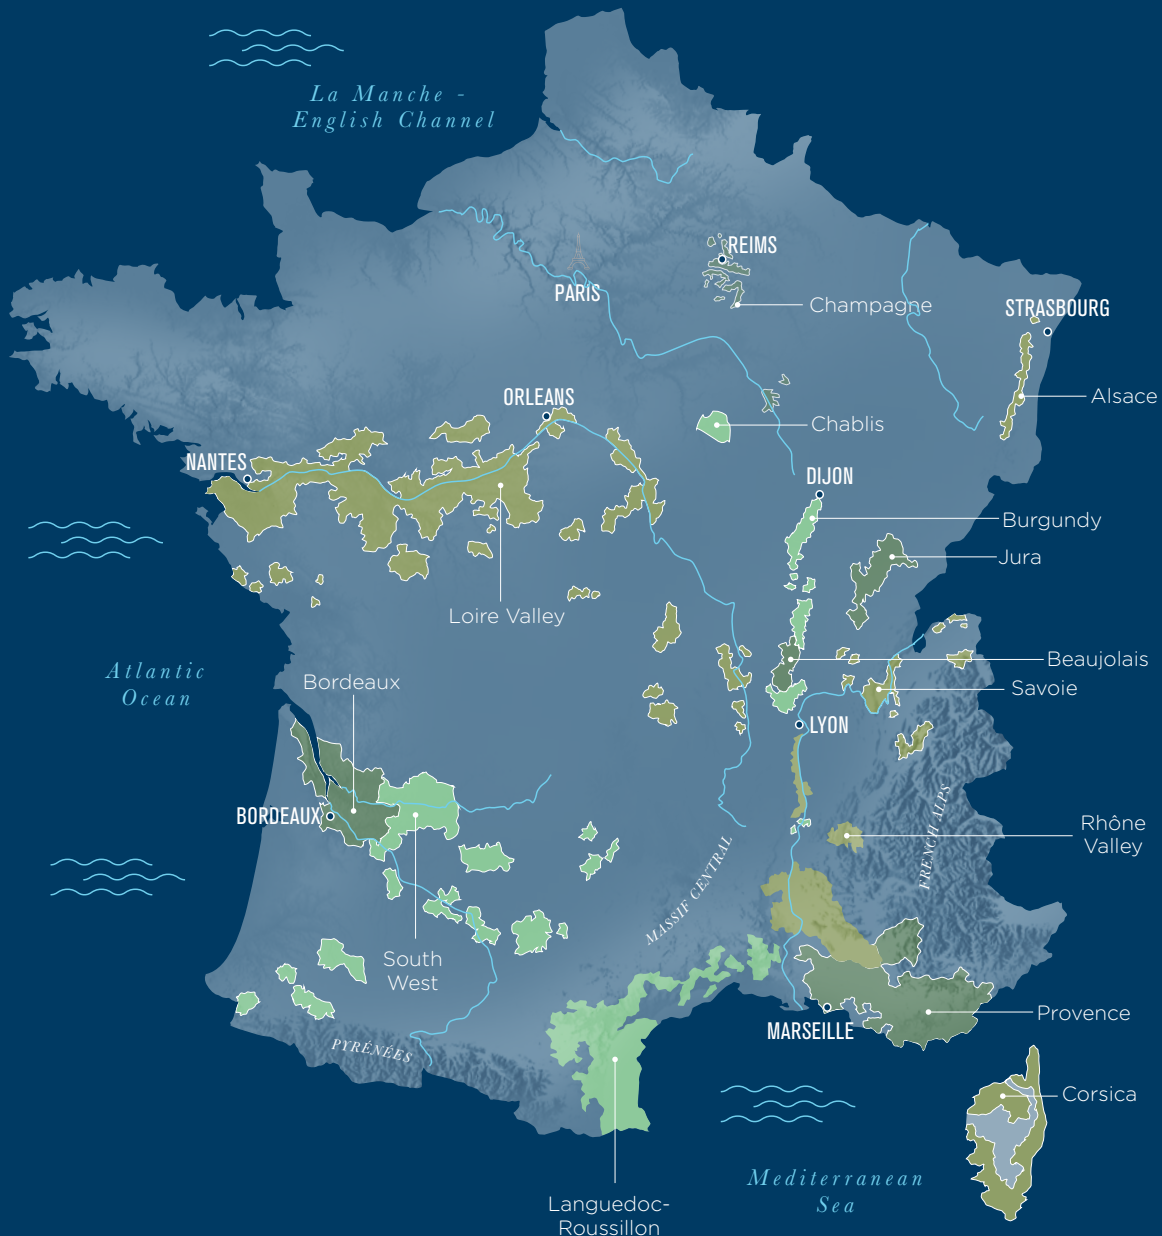 La Manche -
English Channel
REIMS
PARIS
Champagne
STRASBOURG
Alsace
ORLEANS
Chablis
NANTES
DIJON
Burgundy
Jura
Loire Valley
Beaujolais
Atlantic
Ocean
Bordeaux
Savoie
LYON
BORDEAUX
Rhône
Valley
FRENCH ALPS
MASSIF CENTRAL
South
West
Provence
MARSEILLE
PYRÉNÉES
Corsica
Mediterranean
Sea
Languedoc-
Roussillon